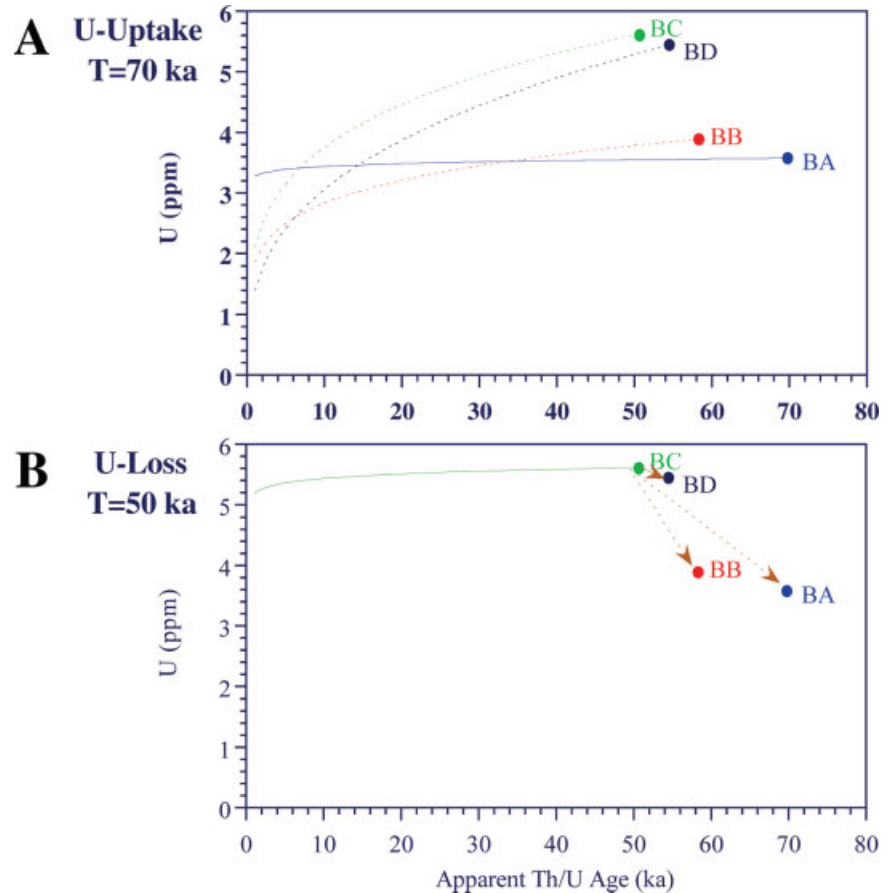 A
U-Uptake
T=70 ka
U (ppm)
6
5
4
3
2
1
0
BC
BD
BB
BA
0 10 20 30 40 50 60 70 80
B
U-Loss
T=50 ka
U (ppm)
6
5
4
3
2
1
0
BC
BD
BB
BA
0 10 20 30 40 50 60 70 80
Apparent Th/U Age (ka)